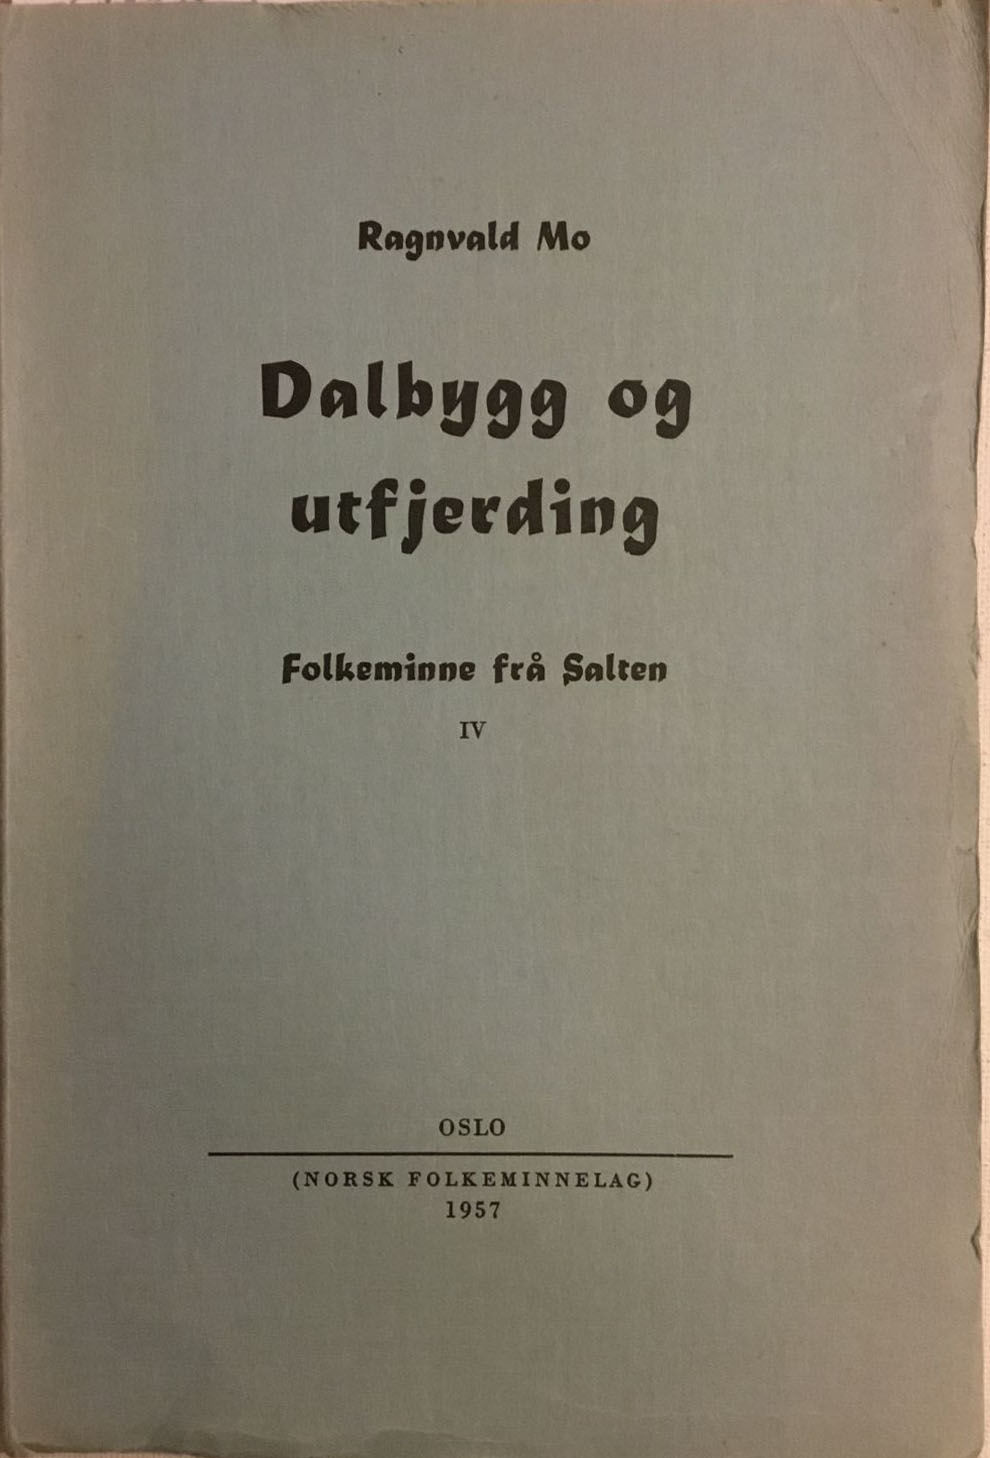 Ragnvald Mo
Dalbygg og
utfjerding
Folkeminne frå Salten
IV
OSLO
(NORSK FOLKEMINNELAG)
1957